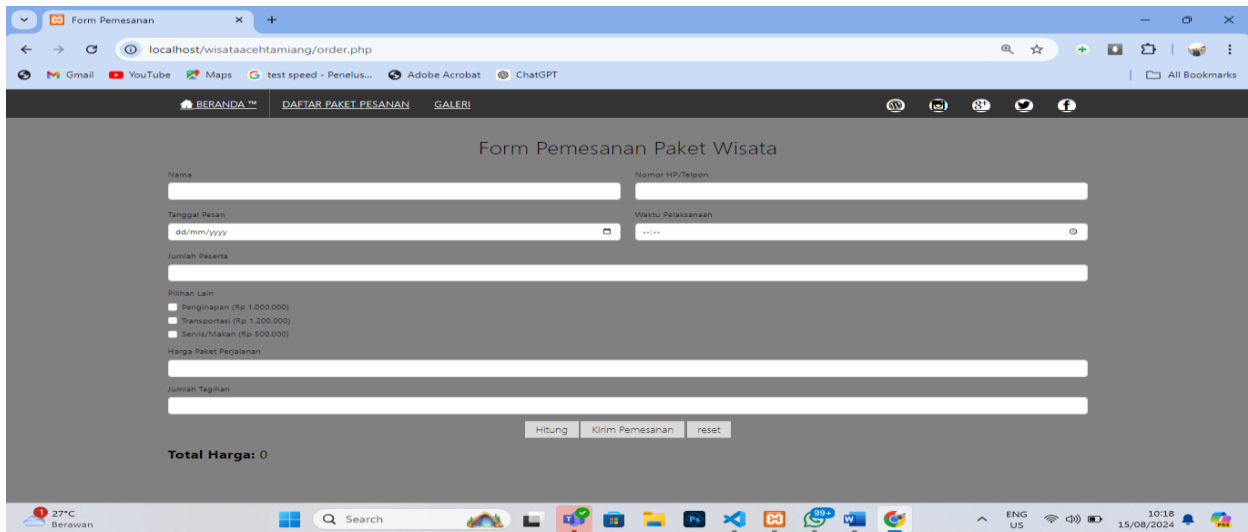 Form Pemesanan
localhost/wisataacehtamiang/order.php
Gmail YouTube Maps test speed - Penelus... Adobe Acrobat ChatGPT All Bookmarks
BERANDA ™ DAFTAR PAKET PESANAN GALERI
Form Pemesanan Paket Wisata
Nama Nomor HP/Telpon
Tanggal Pesan Waktu Pelaksanaan
dd/mm/yyyy --:--
Jumlah Peserta
Pilihan Lain
Penginapan (Rp 1.000.000)
Transportasi (Rp 1.200.000)
Servis/Makan (Rp 500.000)
Harga Paket Perjalanan
Jumlah Tagihan
Hitung Kirim Pemesanan reset
Total Harga: 0
1 27°C Search 99+ ENG 10:18
Berawan US 15/08/2024